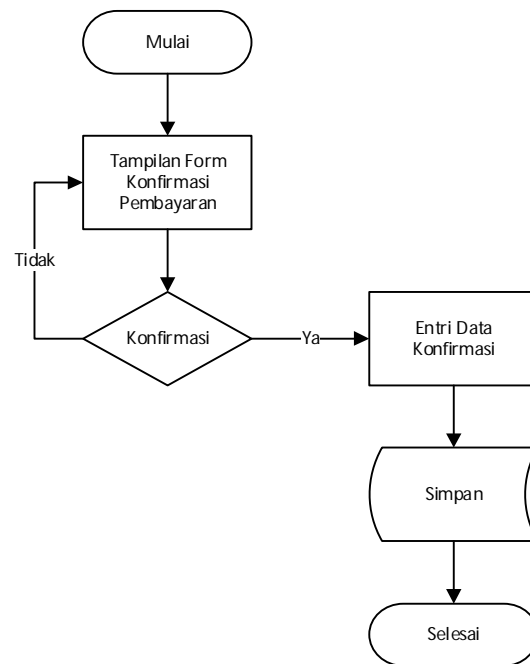 Mulai
Tampilan Form
Konfirmasi
Pembayaran
Tidak
Konfirmasi
Ya
Entri Data
Konfirmasi
Simpan
Selesai